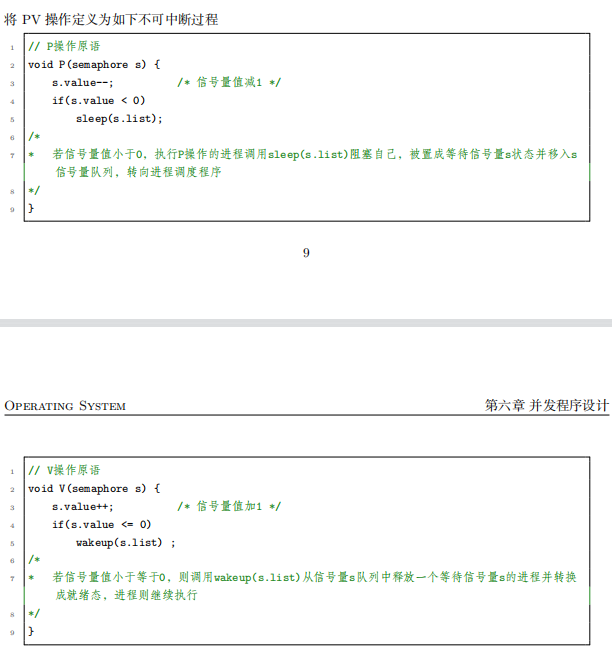 将 PV 操作定义为如下不可中断过程
1 // P操作原语
2 void P(semaphore s) {
3 s.value--; /* 信号量值减1 */
4 if(s.value < 0)
5 sleep(s.list);
6 /*
7 * 若信号量值小于0，执行P操作的进程调用sleep(s.list)阻塞自己，被置成等待信号量s状态并移入s
信号量队列，转向进程调度程序
8 */
9 }
9
OPERATING SYSTEM 第六章 并发程序设计
1 // V操作原语
2 void V(semaphore s) {
3 s.value++; /* 信号量值加1 */
4 if(s.value <= 0)
5 wakeup(s.list) ;
6 /*
7 * 若信号量值小于等于0，则调用wakeup(s.list)从信号量s队列中释放一个等待信号量s的进程并转换
成就绪态，进程则继续执行
8 */
9 }